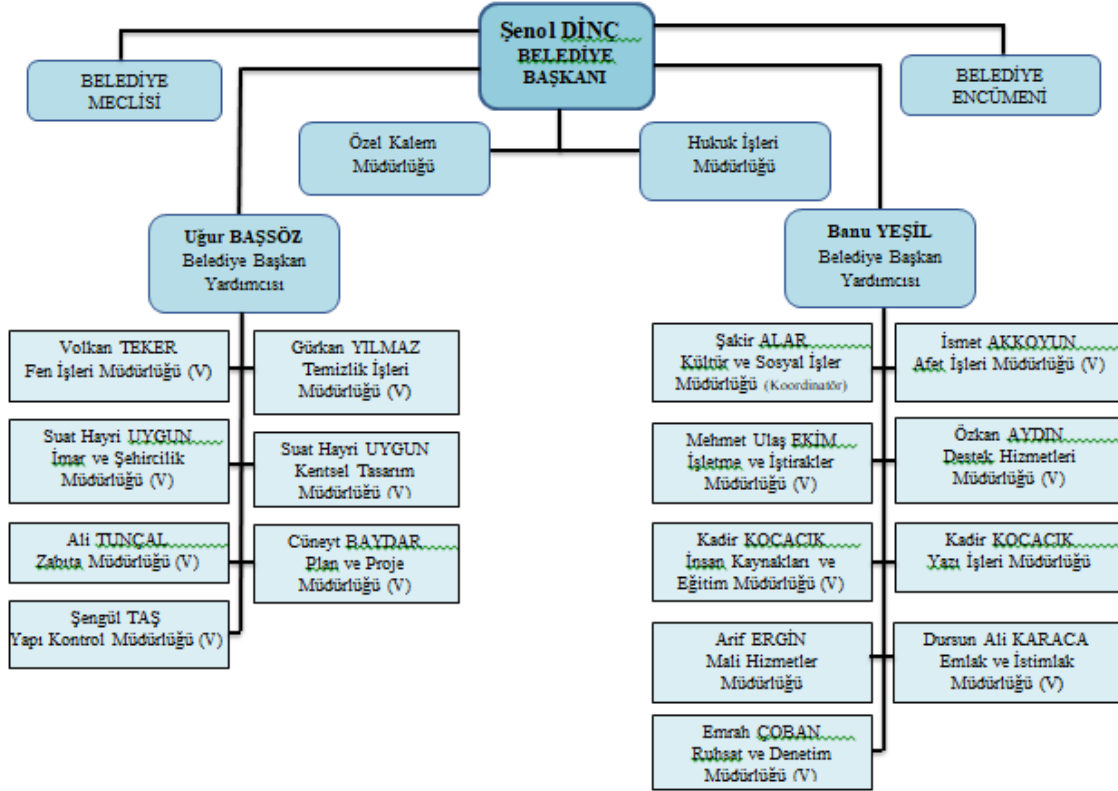 Şenol DİNÇ
BELEDİYE
BAŞKANI
BELEDİYE
MECLİSİ
BELEDİYE
ENCÜMENİ
Özel Kalem
Müdürlüğü
Hukuk İşleri
Müdürlüğü
Uğur BAŞSÖZ
Belediye Başkan
Yardımcısı
Banu YEŞİL
Belediye Başkan
Yardımcısı
Volkan TEKER
Fen İşleri Müdürlüğü (V)
Gürkan YILMAZ
Temizlik İşleri
Müdürlüğü (V)
Suat Hayri UYGUN
İmar ve Şehircilik
Müdürlüğü (V)
Suat Hayri UYGUN
Kentsel Tasarım
Müdürlüğü (V)
Ali TUNÇAL
Zabıta Müdürlüğü (V)
Cüneyt BAYDAR
Plan ve Proje
Müdürlüğü (V)
Şengül TAŞ
Yapı Kontrol Müdürlüğü (V)
Şakir ALAR
Kültür ve Sosyal İşler
Müdürlüğü (Koordinatör)
İsmet AKKOYUN
Afet İşleri Müdürlüğü (V)
Mehmet Ulaş EKİM
İşletme ve İştirakler
Müdürlüğü (V)
Özkan AYDIN
Destek Hizmetleri
Müdürlüğü (V)
Kadir KOCACIK
İnsan Kaynakları ve
Eğitim Müdürlüğü (V)
Kadir KOCACIK
Yazı İşleri Müdürlüğü
Arif ERGİN
Mali Hizmetler
Müdürlüğü
Dursun Ali KARACA
Emlak ve İstimlak
Müdürlüğü (V)
Emrah ÇOBAN
Ruhsat ve Denetim
Müdürlüğü (V)